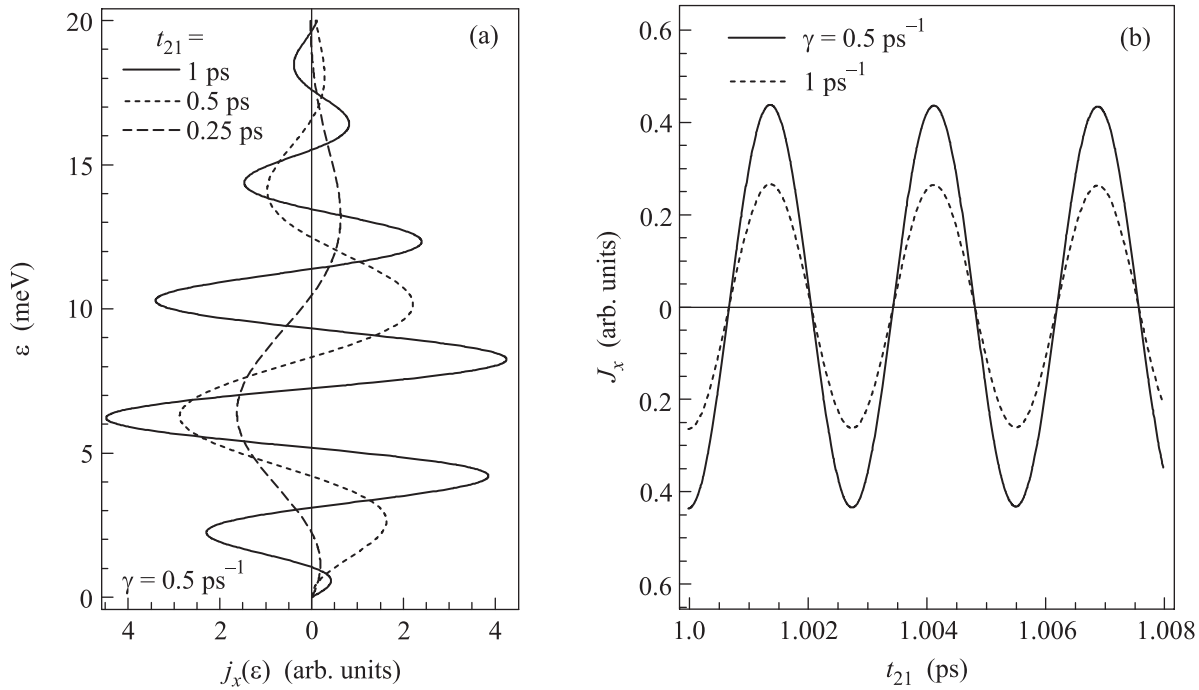 (a)
t21 =
1 ps
0.5 ps
0.25 ps
γ = 0.5 ps−1
20
15
10
5
0
ε (meV)
4 2 0 2 4
jx(ε) (arb. units)
(b)
γ = 0.5 ps−1
1 ps−1
0.6
0.4
0.2
0
0.2
0.4
0.6
Jx (arb. units)
1.0 1.002 1.004 1.006 1.008
t21 (ps)